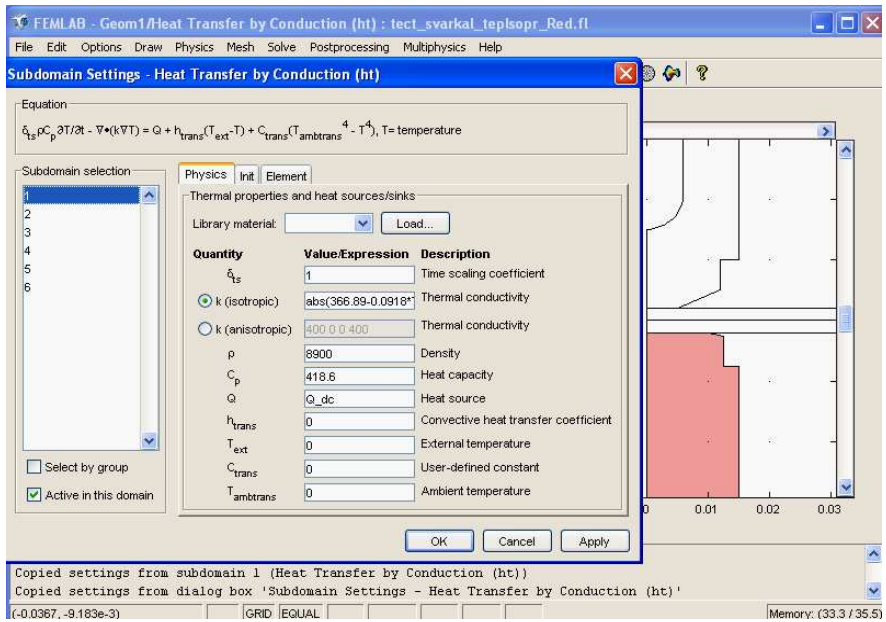 FEMLAB - Geom1/Heat Transfer by Conduction (ht) : tect_svarkal_teplsopr_Red.fl
File Edit Options Draw Physics Mesh Solve Postprocessing Multiphysics Help
Subdomain Settings - Heat Transfer by Conduction (ht)
Equation
δts ρCp ∂T/∂t - ∇•(k∇T) = Q + htrans(Text-T) + Ctrans(Tambtrans^4 - T^4), T= temperature
Subdomain selection
1
2
3
4
5
6
Select by group
Active in this domain
Physics Init Element
Thermal properties and heat sources/sinks
Library material: Load...
Quantity Value/Expression Description
δts 1 Time scaling coefficient
k (isotropic) abs(366.89-0.0918* Thermal conductivity
k (anisotropic) 400 0 0 400 Thermal conductivity
ρ 8900 Density
Cp 418.6 Heat capacity
Q Q_dc Heat source
htrans 0 Convective heat transfer coefficient
Text 0 External temperature
Ctrans 0 User-defined constant
Tambtrans 0 Ambient temperature
OK Cancel Apply
0.01 0.02 0.03
Copied settings from subdomain 1 (Heat Transfer by Conduction (ht))
Copied settings from dialog box 'Subdomain Settings - Heat Transfer by Conduction (ht)'
(-0.0367, -9.183e-3) GRID EQUAL Memory: (33.3 / 35.5)